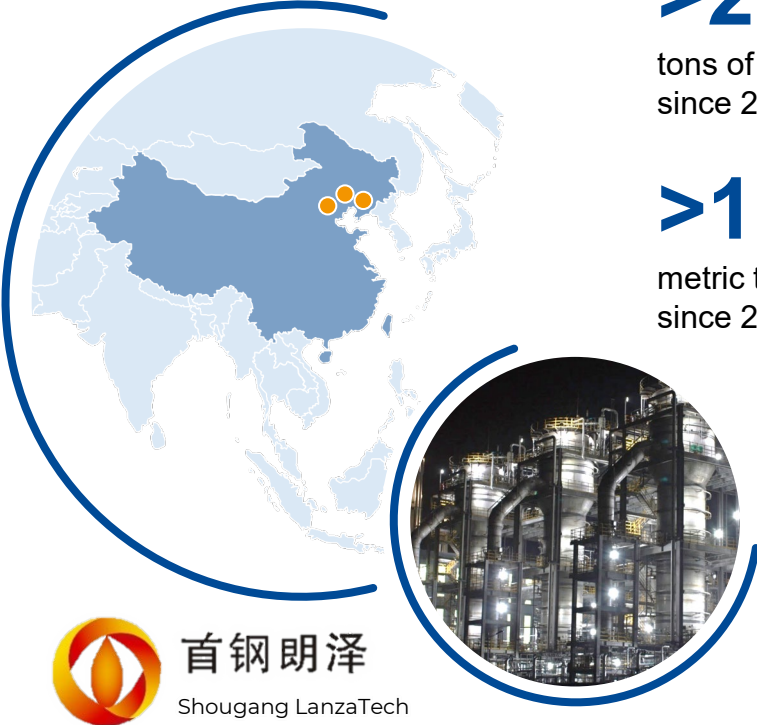 >2
tons of
since 2
>1
metric t
since 2
首钢朗泽
Shougang LanzaTech